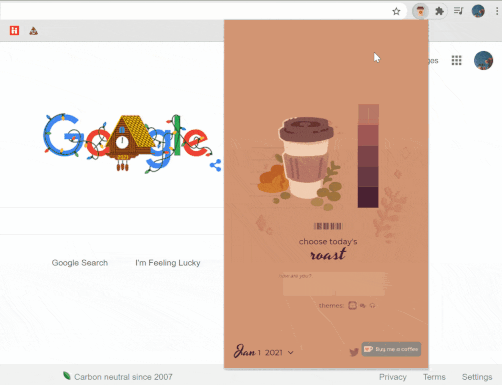 Google
ges
choose today's
roast
how are you?
themes:
Jan 1 2021
Buy me a coffee
Google Search
I'm Feeling Lucky
Carbon neutral since 2007
Privacy
Terms
Settings